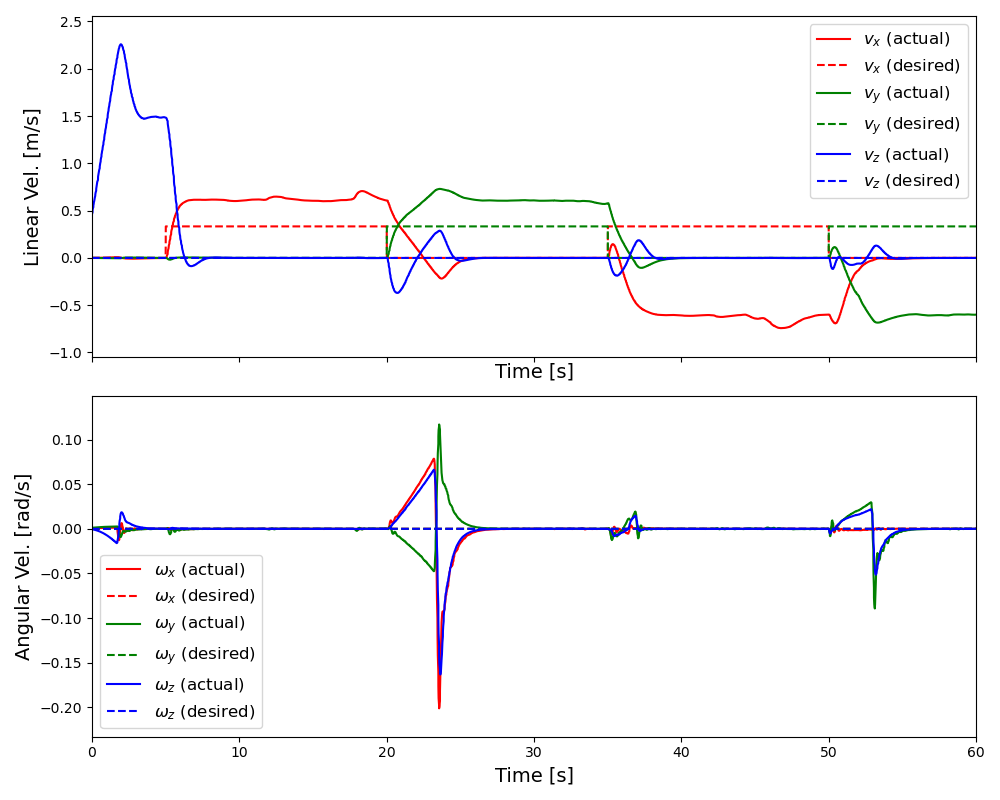 2.5
2.0
1.5
1.0
0.5
0.0
−0.5
−1.0
Linear Vel. [m/s]
v_x (actual)
v_x (desired)
v_y (actual)
v_y (desired)
v_z (actual)
v_z (desired)
Time [s]
0.10
0.05
0.00
−0.05
−0.10
−0.15
−0.20
Angular Vel. [rad/s]
ω_x (actual)
ω_x (desired)
ω_y (actual)
ω_y (desired)
ω_z (actual)
ω_z (desired)
0 10 20 30 40 50 60
Time [s]